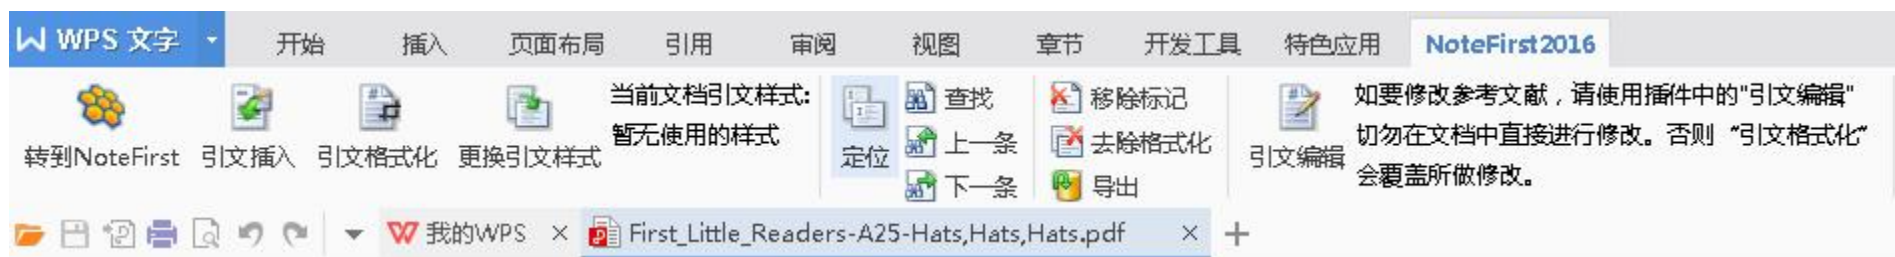 WPS 文字 开始 插入 页面布局 引用 审阅 视图 章节 开发工具 特色应用 NoteFirst2016
转到NoteFirst 引文插入 引文格式化 更换引文样式
当前文档引文样式:
暂无使用的样式
定位
查找
上一条
下一条
移除标记
去除格式化
导出
引文编辑
如要修改参考文献，请使用插件中的"引文编辑"
切勿在文档中直接进行修改。否则 “引文格式化”
会覆盖所做修改。
我的WPS × First_Little_Readers-A25-Hats,Hats,Hats.pdf × +